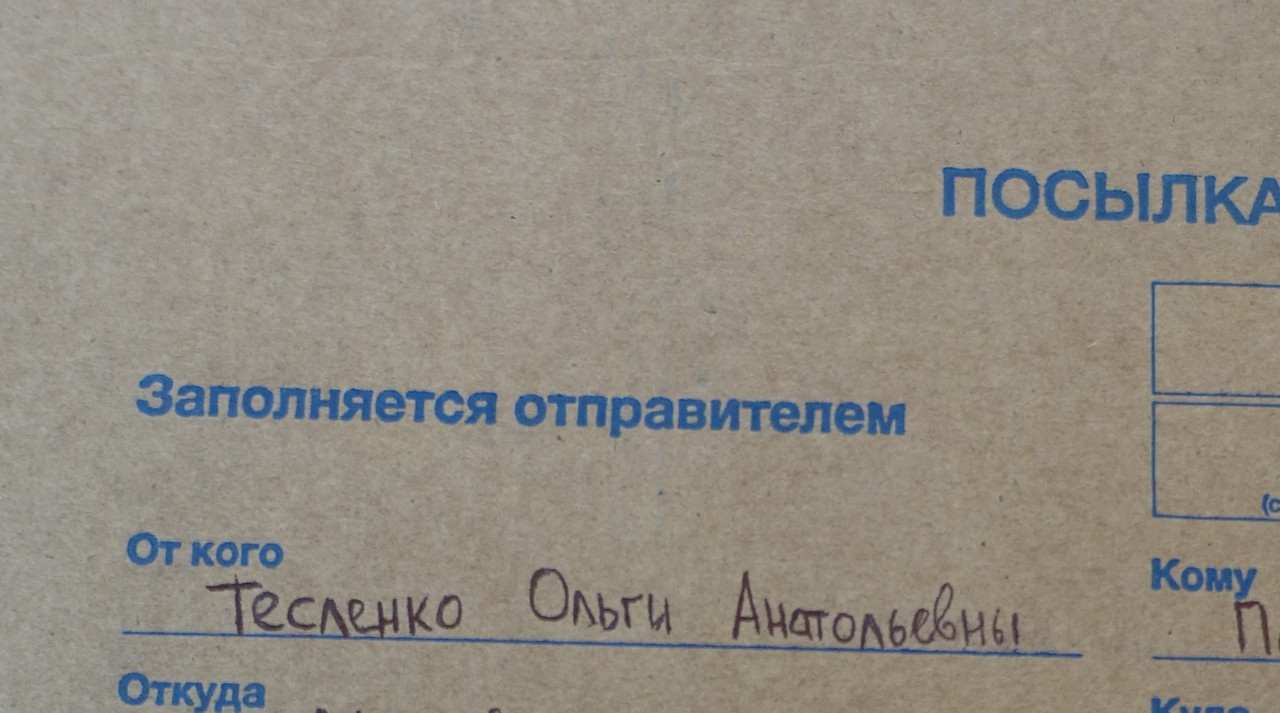 ПОСЫЛКА
Заполняется отправителем
От кого
Тесленко Ольги Анатольевны
Кому
Откуда